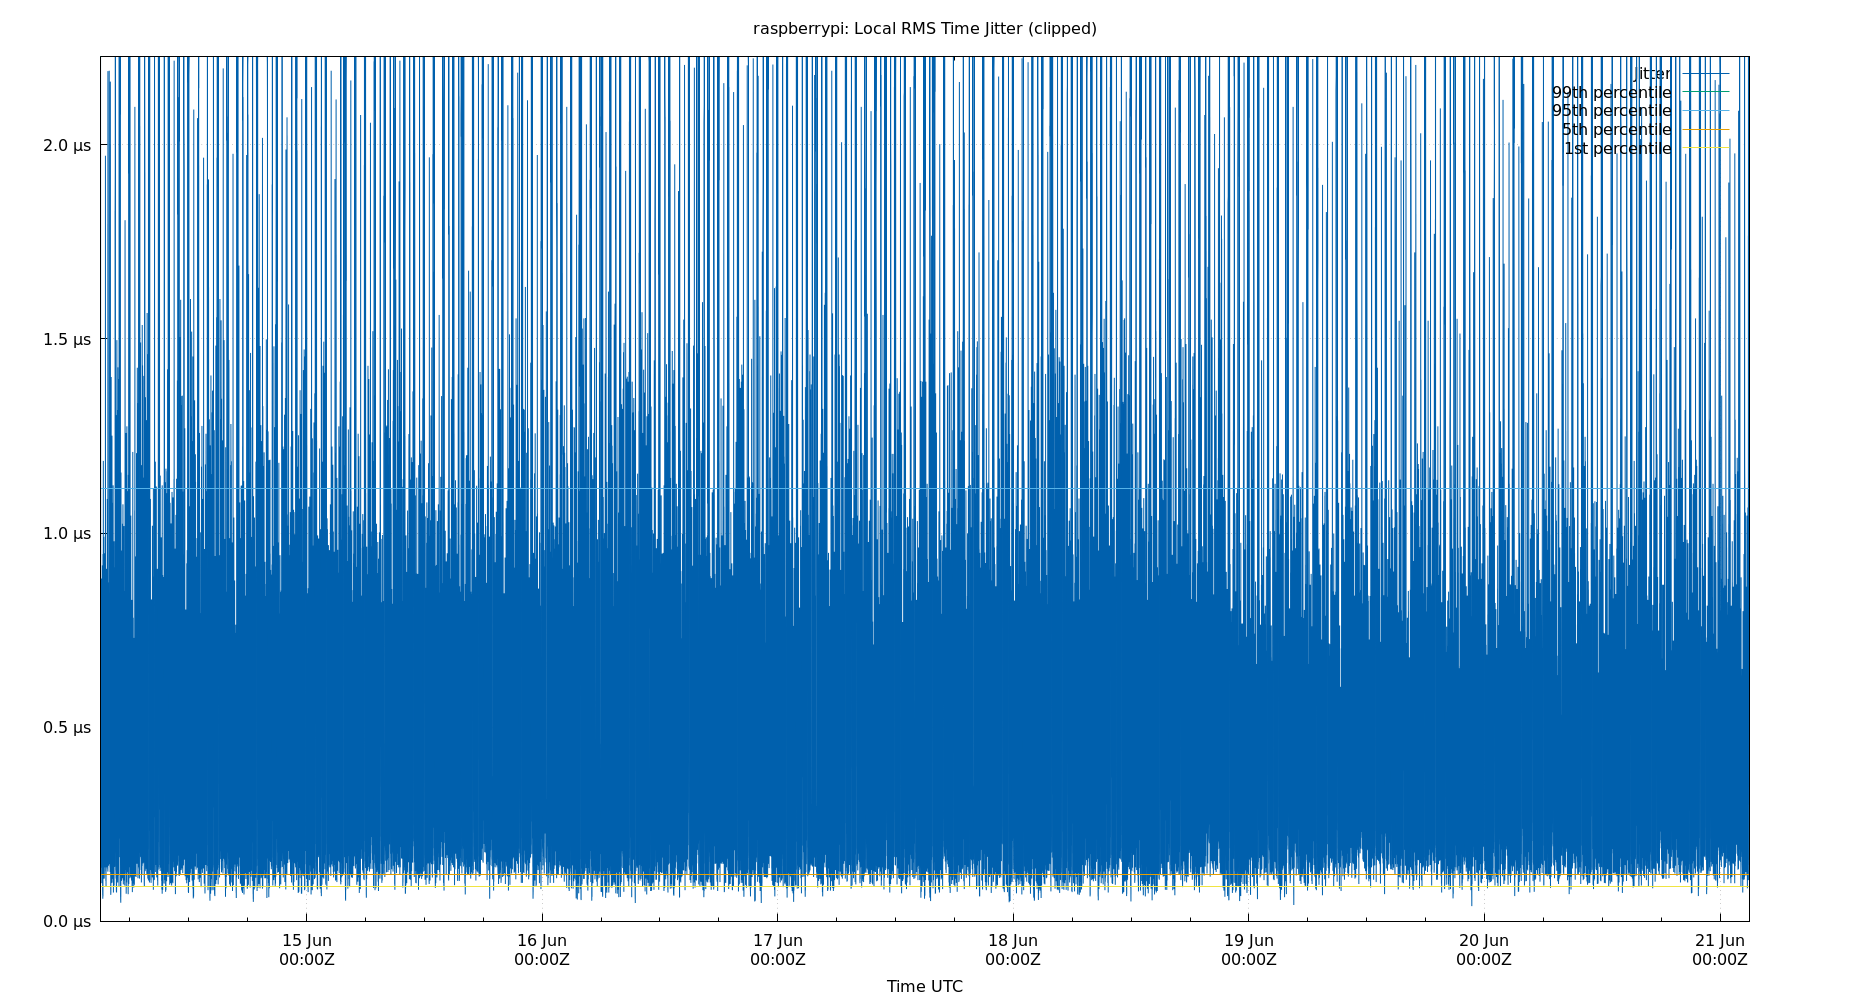 raspberrypi: Local RMS Time Jitter (clipped)
jitter
99th percentile
95th percentile
5th percentile
1st percentile
2.0 µs
1.5 µs
1.0 µs
0.5 µs
0.0 µs
15 Jun 16 Jun 17 Jun 18 Jun 19 Jun 20 Jun 21 Jun
00:00Z 00:00Z 00:00Z 00:00Z 00:00Z 00:00Z 00:00Z
Time UTC